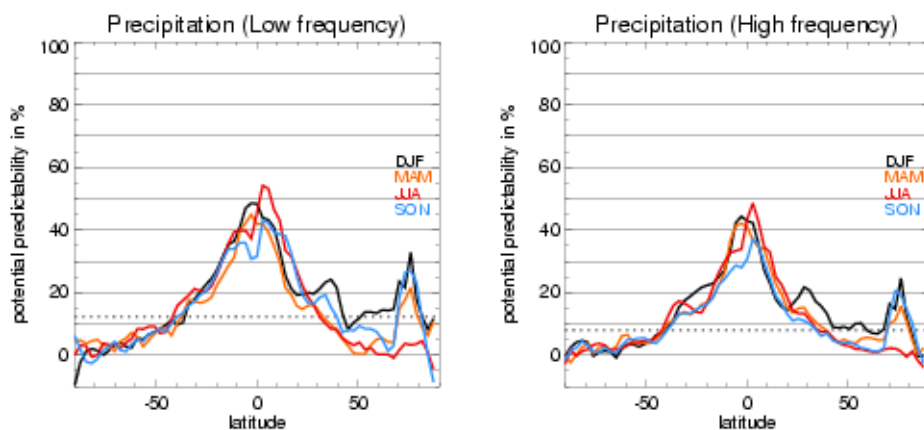 Precipitation (Low frequency)
potential predictability in %
100
80
60
40
20
0
DJF
MAM
JJA
SON
-50
0
50
latitude
Precipitation (High frequency)
potential predictability in %
100
80
60
40
20
0
DJF
MAM
JJA
SON
-50
0
50
latitude